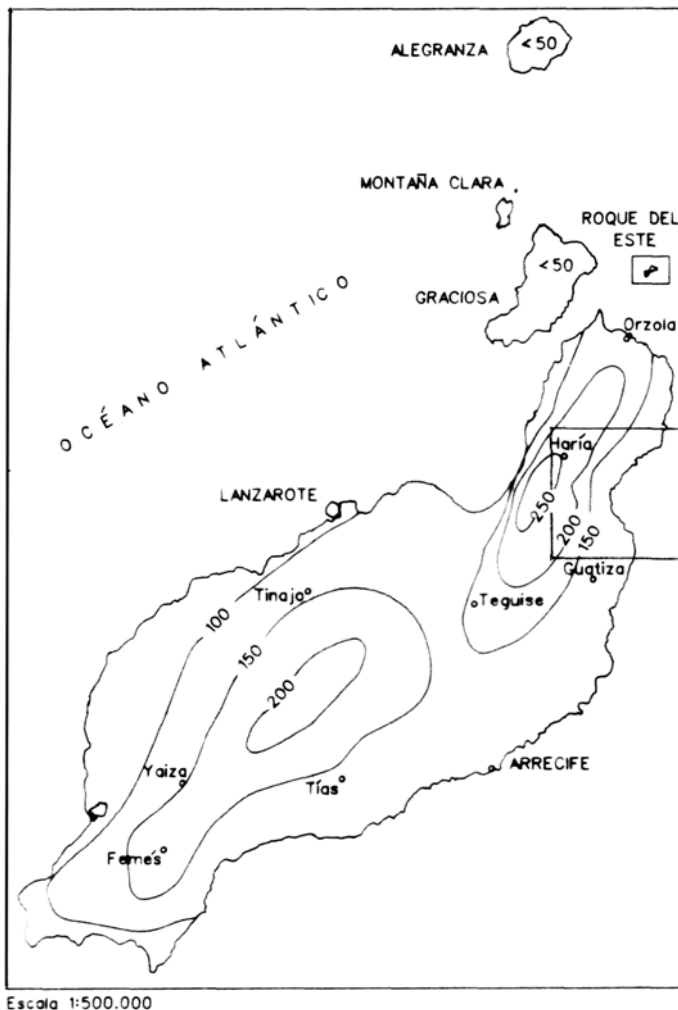 ALEGRANZA
<50
MONTAÑA CLARA
ROQUE DEL
ESTE
<50
GRACIOSA
OCÉANO ATLÁNTICO
Orzola
Haría
LANZAROTE
250
200
150
Guatiza
Tinajo
Teguise
100
150
200
Yaiza
Tías
ARRECIFE
Femés
Escala 1:500.000